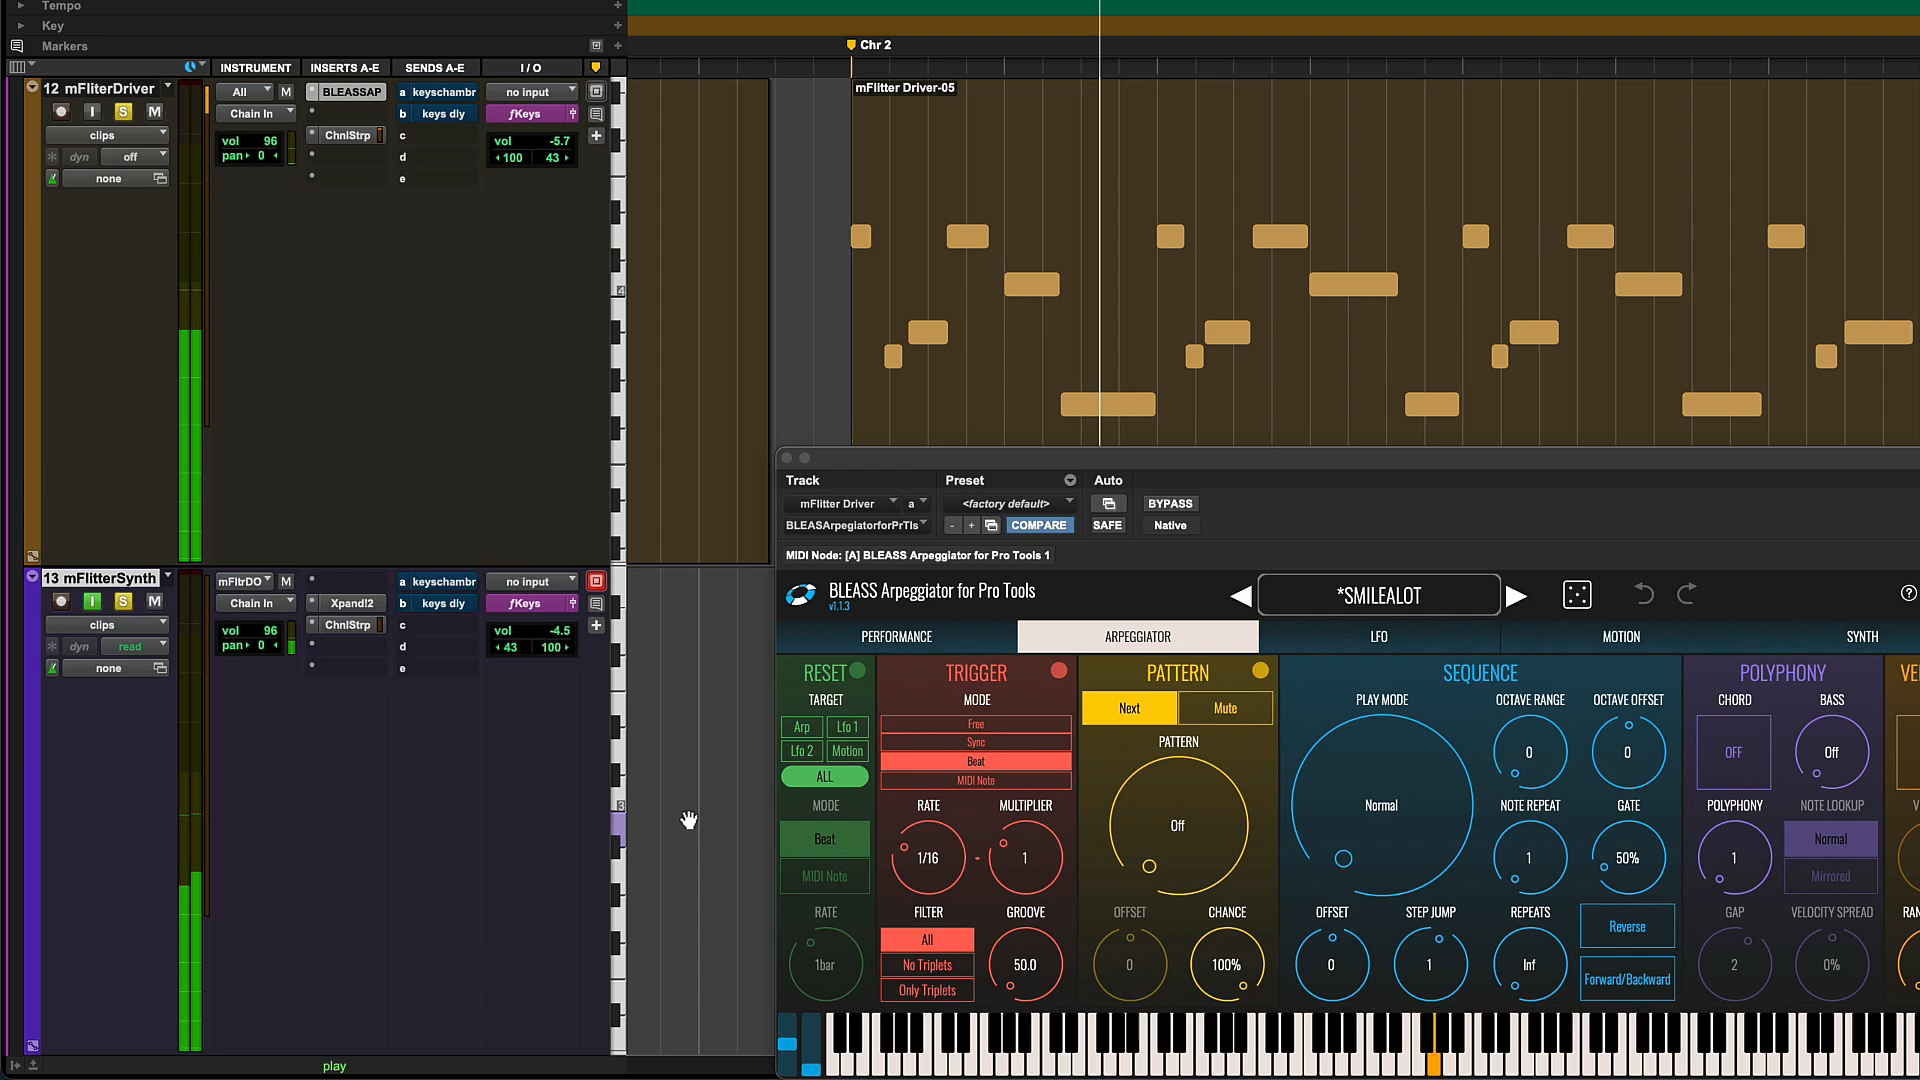 Tempo
Key
Markers
Chr 2
INSTRUMENT INSERTS A-E SENDS A-E I / O
12 mFliterDriver
All M BLEASSAP a keyschambr no input
mFlitter Driver-05
I S M
Chain In b keys dly ƒKeys
clips
ChnlStrp c
vol 96
vol -5.7
dyn off
pan 0
d
100 43
none
e
4
13 mFlitterSynth
mFltrDO M a keyschambr no input
I S M
Chain In Xpand!2 b keys dly ƒKeys
clips
ChnlStrp c
vol 96
vol -4.5
dyn read
pan 0
d
43 100
none
e
3
play
Track Preset Auto
mFlitter Driver a <factory default> BYPASS
BLEASArpegiatorforPrTls - + COMPARE SAFE Native
MIDI Node: [A] BLEASS Arpeggiator for Pro Tools 1
BLEASS Arpeggiator for Pro Tools
v1.1.3
*SMILEALOT
?
PERFORMANCE ARPEGGIATOR LFO MOTION SYNTH
RESET TRIGGER PATTERN SEQUENCE POLYPHONY VE
TARGET MODE Next Mute PLAY MODE OCTAVE RANGE OCTAVE OFFSET CHORD BASS
Arp Lfo 1 Free
Sync
Lfo 2 Motion PATTERN 0 0 OFF Off
Beat
ALL MIDI Note
MODE RATE MULTIPLIER Normal NOTE REPEAT GATE POLYPHONY NOTE LOOKUP V
Beat Off Normal
1/16 - 1 1 50% 1
MIDI Note Mirrored
RATE FILTER GROOVE OFFSET CHANCE OFFSET STEP JUMP REPEATS Reverse GAP VELOCITY SPREAD RAN
All
1bar No Triplets 50.0 0 100% 0 1 Inf Forward/Backward 2 0%
Only Triplets